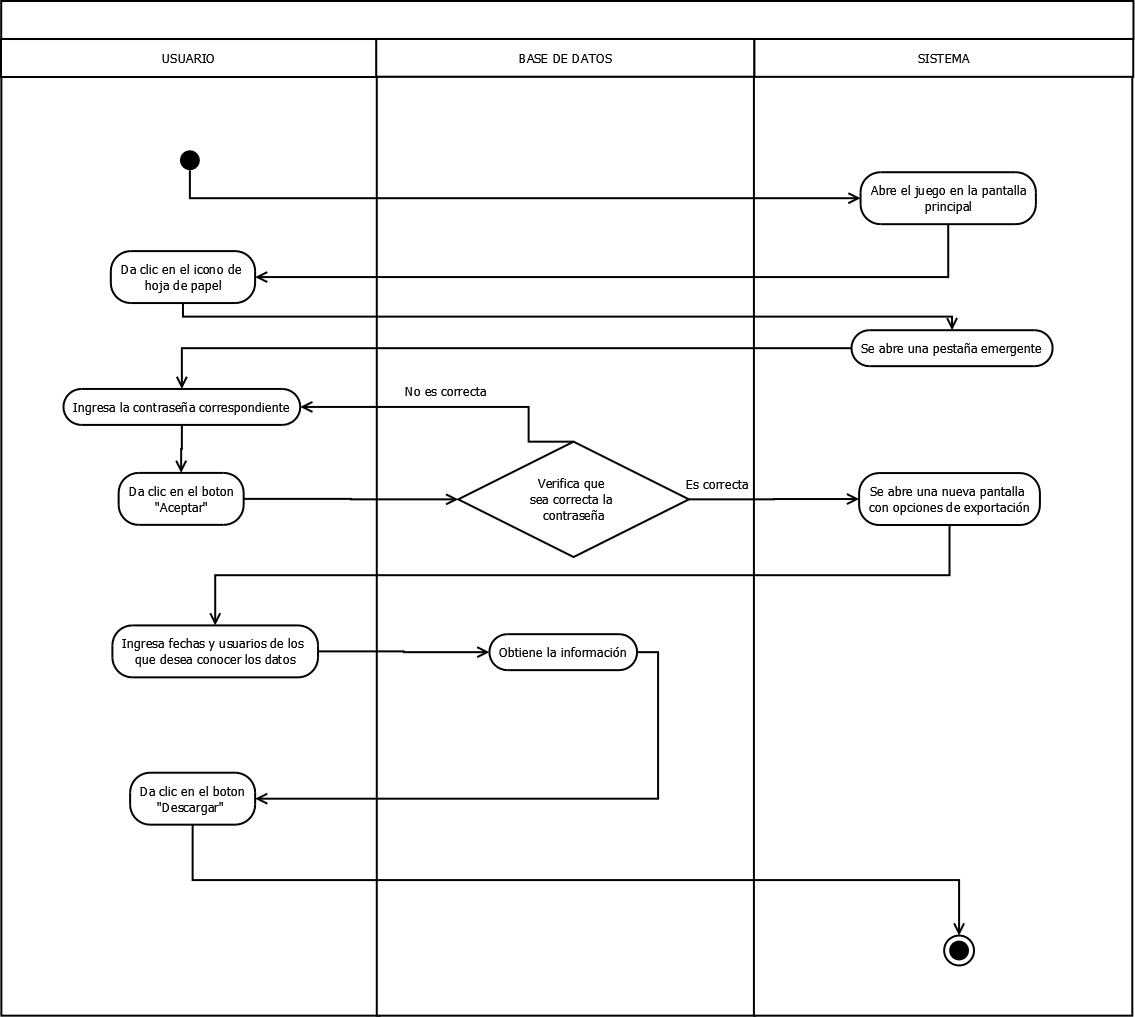 USUARIO
BASE DE DATOS
SISTEMA
Abre el juego en la pantalla
principal
Da clic en el icono de
hoja de papel
Se abre una pestaña emergente
Ingresa la contraseña correspondiente
No es correcta
Da clic en el boton
"Aceptar"
Verifica que
sea correcta la
contraseña
Es correcta
Se abre una nueva pantalla
con opciones de exportación
Ingresa fechas y usuarios de los
que desea conocer los datos
Obtiene la información
Da clic en el boton
"Descargar"